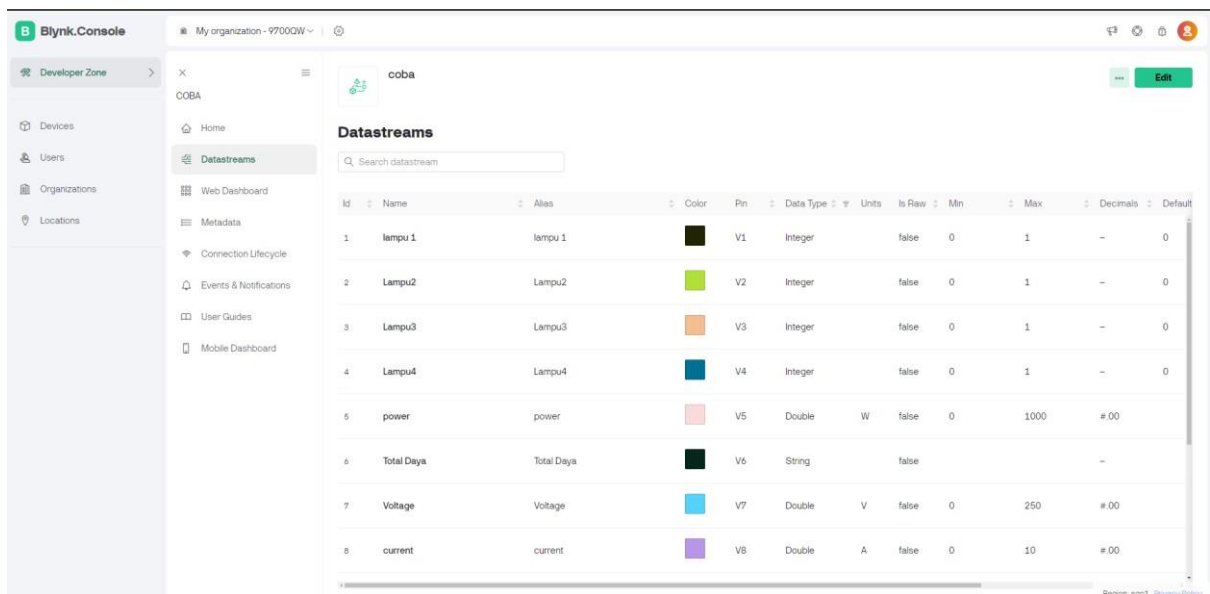 B Blynk.Console
My organization - 9700QW
Developer Zone
Devices
Users
Organizations
Locations
COBA
Home
Datastreams
Web Dashboard
Metadata
Connection Lifecycle
Events & Notifications
User Guides
Mobile Dashboard
coba
... Edit
Datastreams
Search datastream
Id Name Alias Color Pin Data Type Units Is Raw Min Max Decimals Default
1 lampu 1 lampu 1 V1 Integer false 0 1 – 0
2 Lampu2 Lampu2 V2 Integer false 0 1 – 0
3 Lampu3 Lampu3 V3 Integer false 0 1 – 0
4 Lampu4 Lampu4 V4 Integer false 0 1 – 0
5 power power V5 Double W false 0 1000 #.00
6 Total Daya Total Daya V6 String false –
7 Voltage Voltage V7 Double V false 0 250 #.00
8 current current V8 Double A false 0 10 #.00
Region: sgp1 Privacy Policy